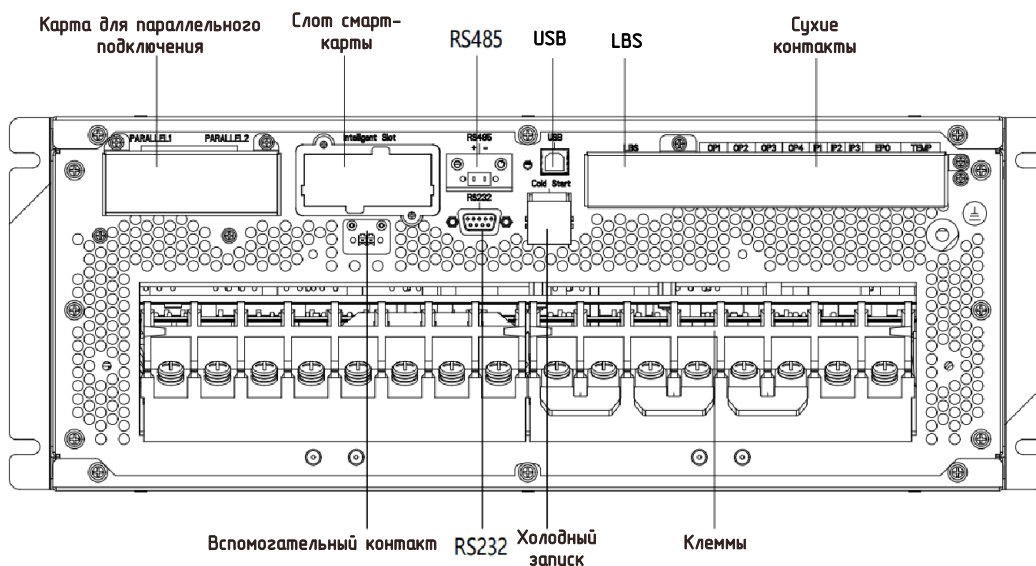 Карта для параллельного
подключения
Слот смарт-
карты
RS485
USB
LBS
Сухие
контакты
PARALLEL1
PARALLEL2
Intelligent Slot
RS485
+ -
USB
LBS
OP1
OP2
OP3
OP4
IP1
IP2
IP3
EPO
TEMP
Cold Start
RS232
Вспомогательный контакт
RS232
Холодный
записк
Клеммы